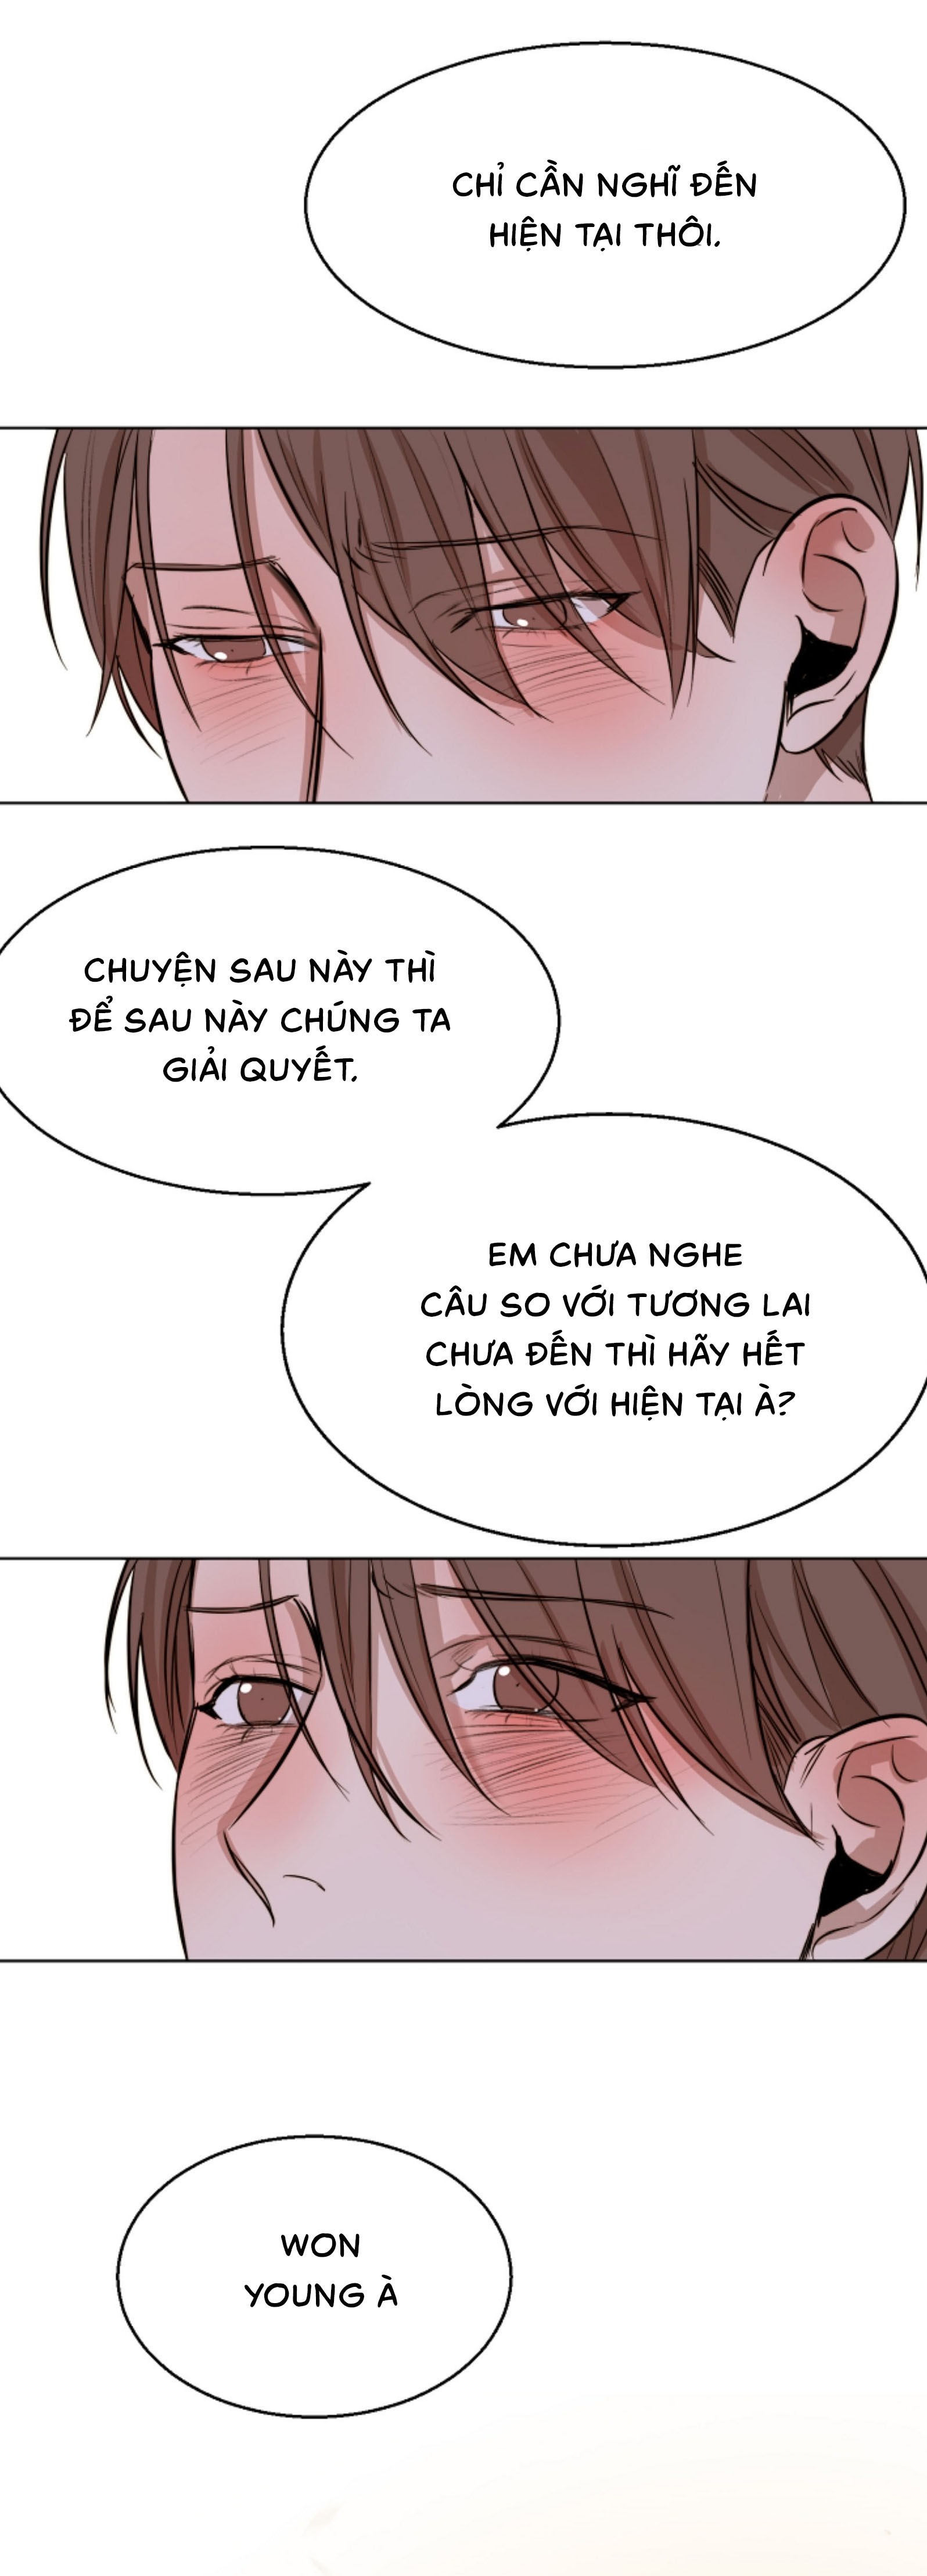 CHỈ CẦN NGHĨ ĐẾN
HIỆN TẠI THÔI.
CHUYỆN SAU NÀY THÌ
ĐỂ SAU NÀY CHÚNG TA
GIẢI QUYẾT.
EM CHƯA NGHE
CÂU SO VỚI TƯƠNG LAI
CHƯA ĐẾN THÌ HÃY HẾT
LÒNG VỚI HIỆN TẠI À?
WON
YOUNG À